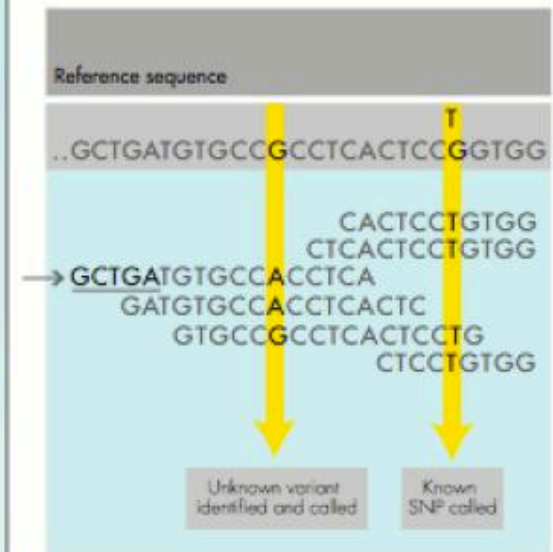 Reference sequence
T
..GCTGATGTGCCGCCTCACTCCGGTGG
CACTCCTGTGG
CTCACTCCTGTGG
→GCTGATGTGCCACCTCA
GATGTGCCACCTCACTC
GTGCCGCCTCACTCCTG
CTCCTGTGG
Unknown variant
identified and called
Known
SNP called